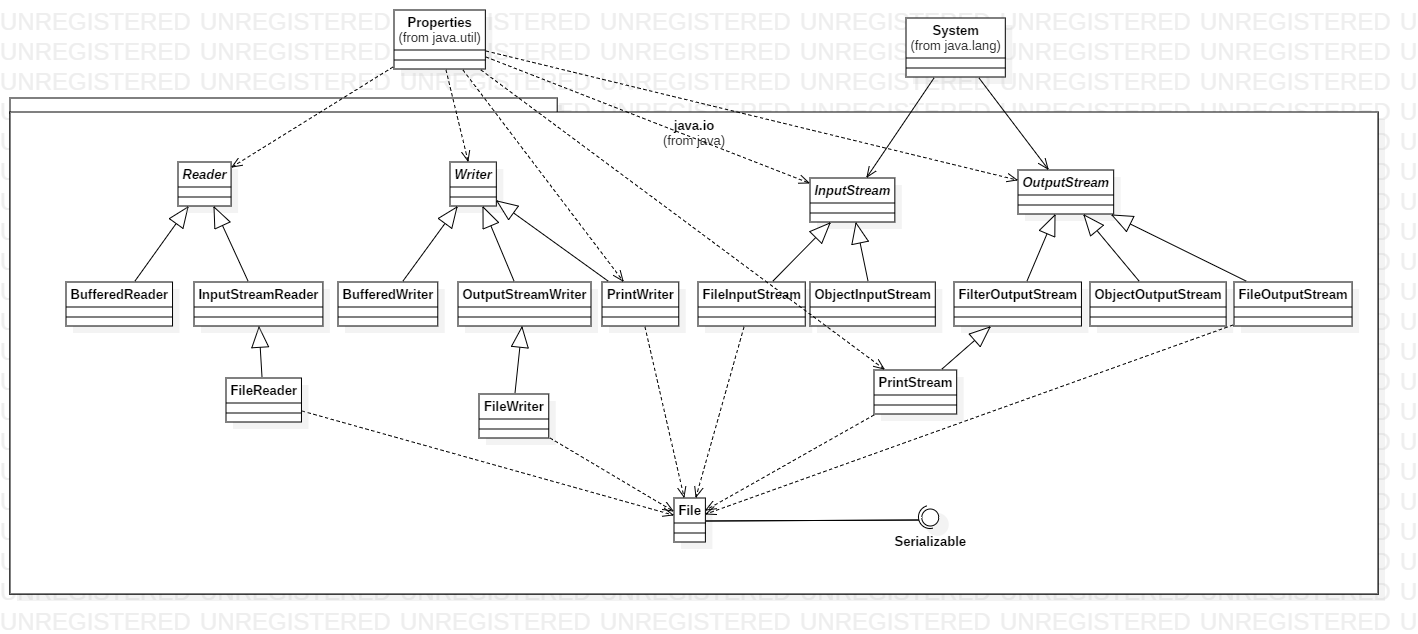 Properties
(from java.util)
System
(from java.lang)
java.io
(from java)
Reader
Writer
InputStream
OutputStream
BufferedReader
InputStreamReader
BufferedWriter
OutputStreamWriter
PrintWriter
FileInputStream
ObjectInputStream
FilterOutputStream
ObjectOutputStream
FileOutputStream
FileReader
FileWriter
PrintStream
File
Serializable
UNREGISTERED UNREGISTERED UNREGISTERED UNREGISTERED UNREGISTERED UNREGISTERED UNREGISTERED